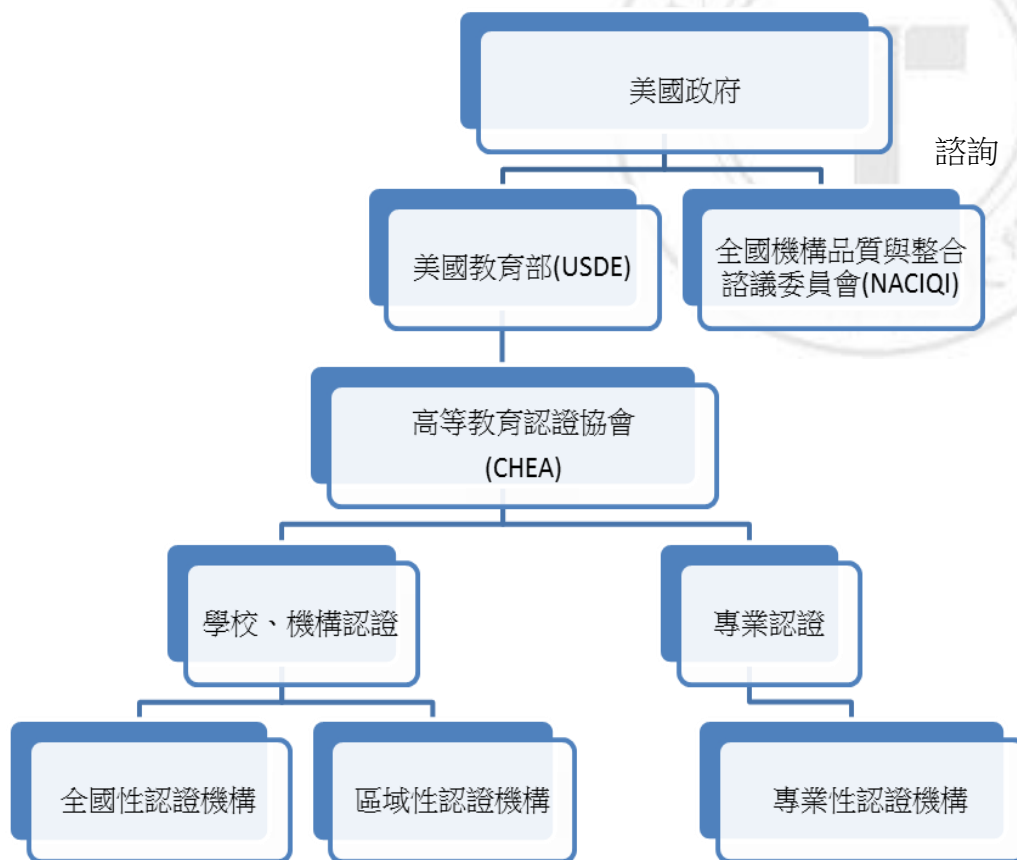 美國政府
諮詢
美國教育部(USDE)
全國機構品質與整合
諮議委員會(NACIQI)
高等教育認證協會
(CHEA)
學校、機構認證
專業認證
全國性認證機構
區域性認證機構
專業性認證機構